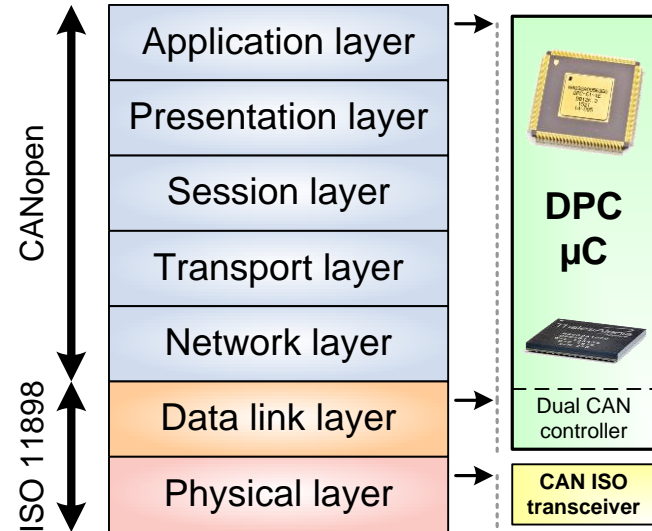 CANopen
ISO 11898
Application layer
Presentation layer
Session layer
Transport layer
Network layer
Data link layer
Physical layer
DPC
µC
Dual CAN
controller
CAN ISO
transceiver